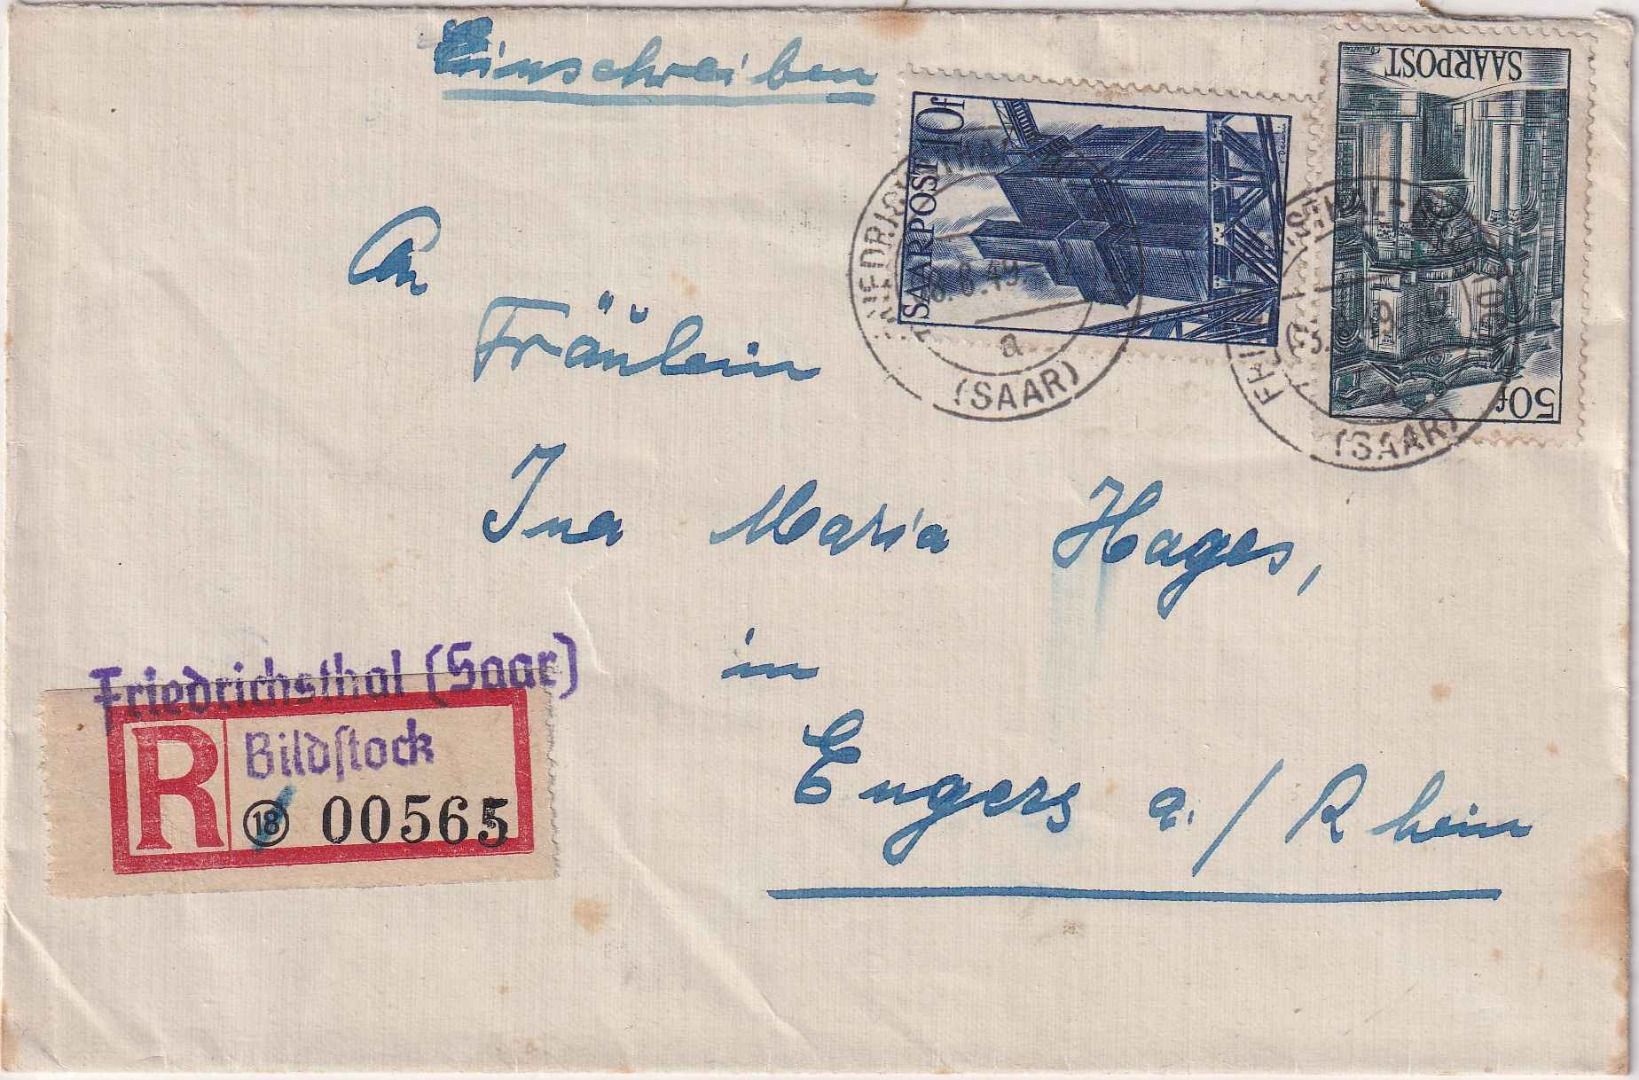 Einschreiben
SAARPOST 10f
SAARPOST
50f
(SAAR)
a
(SAAR)
An
Fräulein
Ina Maria Hages,
in
Engers a./Rhein
Friedrichsthal (Saar)
R Bildstock
18 00565